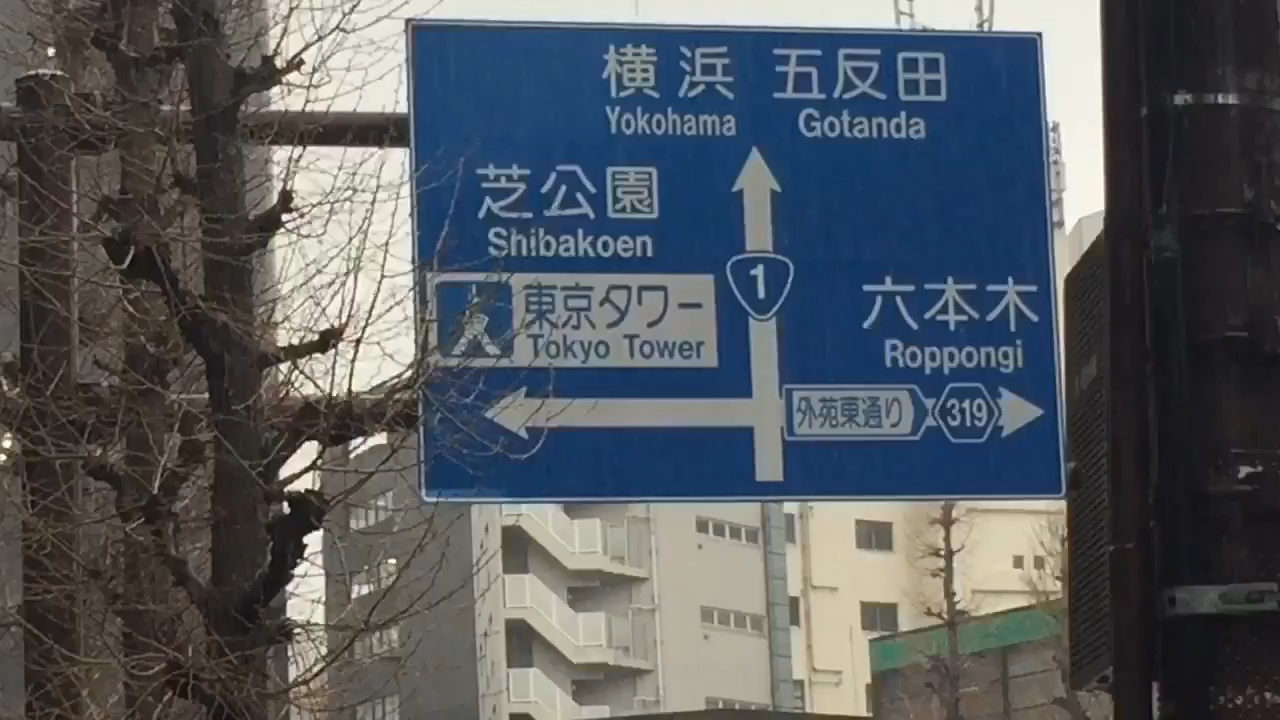 横浜 五反田
Yokohama Gotanda
芝公園
Shibakoen
東京タワー
Tokyo Tower
1
六本木
Roppongi
外苑東通り 319